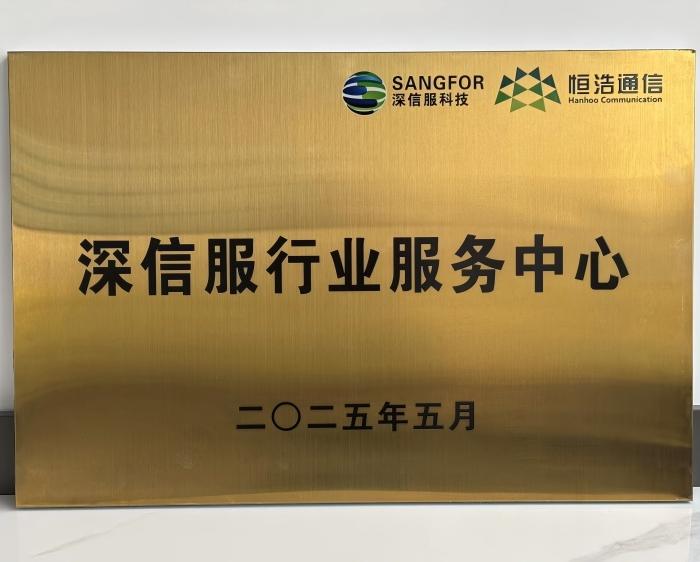 SANGFOR
深信服科技
恒浩通信
Hanhoo Communication
深信服行业服务中心
二〇二五年五月